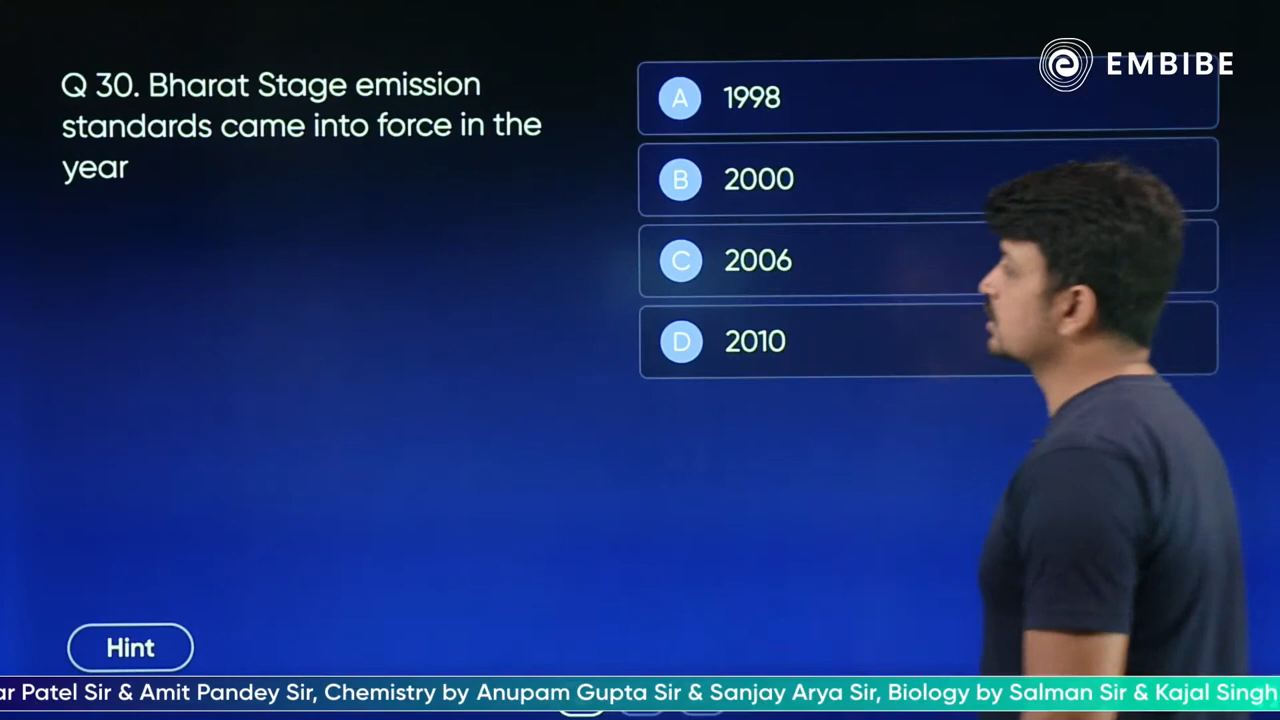 Q 30. Bharat Stage emission
standards came into force in the
year
A 1998
B 2000
C 2006
D 2010
EMBIBE
Hint
ar Patel Sir & Amit Pandey Sir, Chemistry by Anupam Gupta Sir & Sanjay Arya Sir, Biology by Salman Sir & Kajal Singh